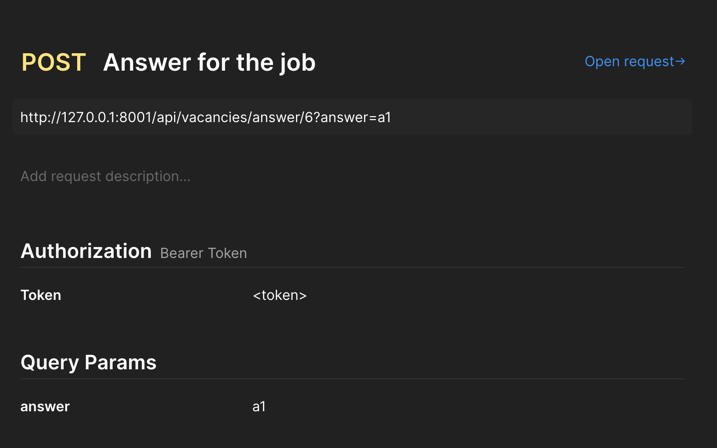 POST Answer for the job Open request→
http://127.0.0.1:8001/api/vacancies/answer/6?answer=a1
Add request description...
Authorization Bearer Token
Token <token>
Query Params
answer a1